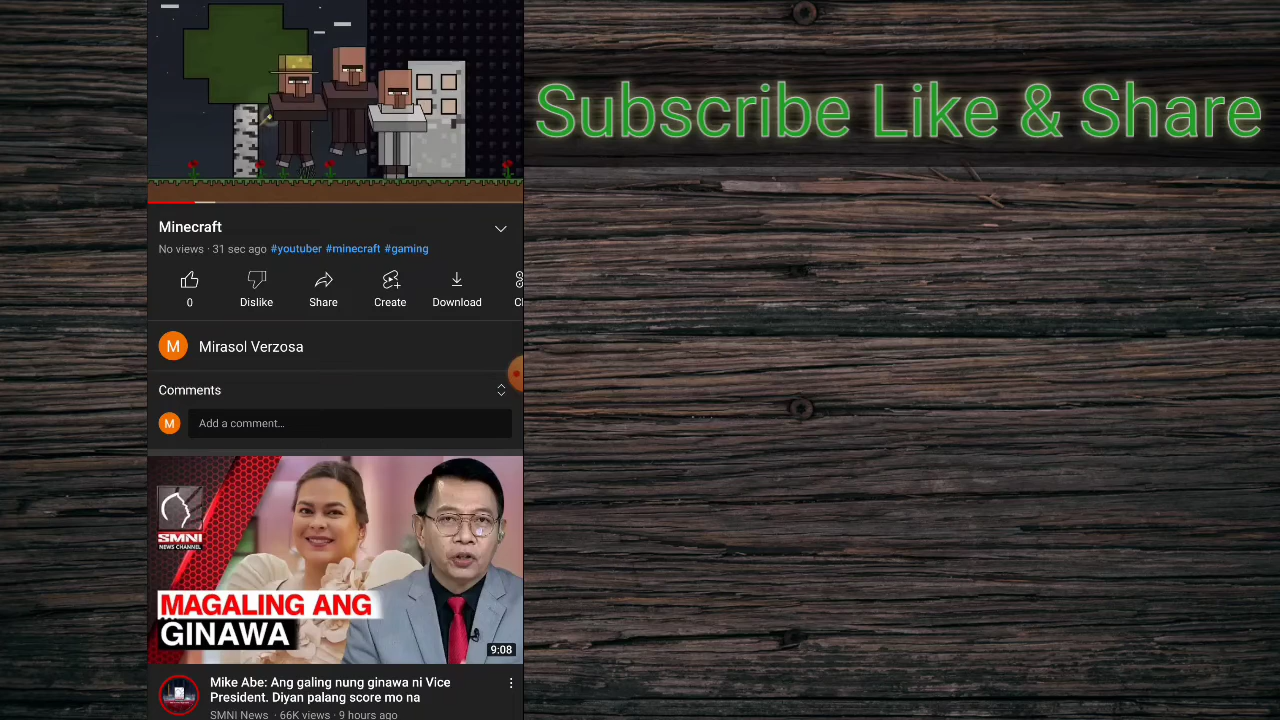 Subscribe Like & Share
Minecraft
No views · 31 sec ago #youtuber #minecraft #gaming
0
Dislike
Share
Create
Download
M
Mirasol Verzosa
Comments
M
Add a comment...
SMNI
NEWS CHANNEL
MAGALING ANG
GINAWA
9:08
Mike Abe: Ang galing nung ginawa ni Vice
President. Diyan palang score mo na
SMNI News · 66K views · 9 hours ago